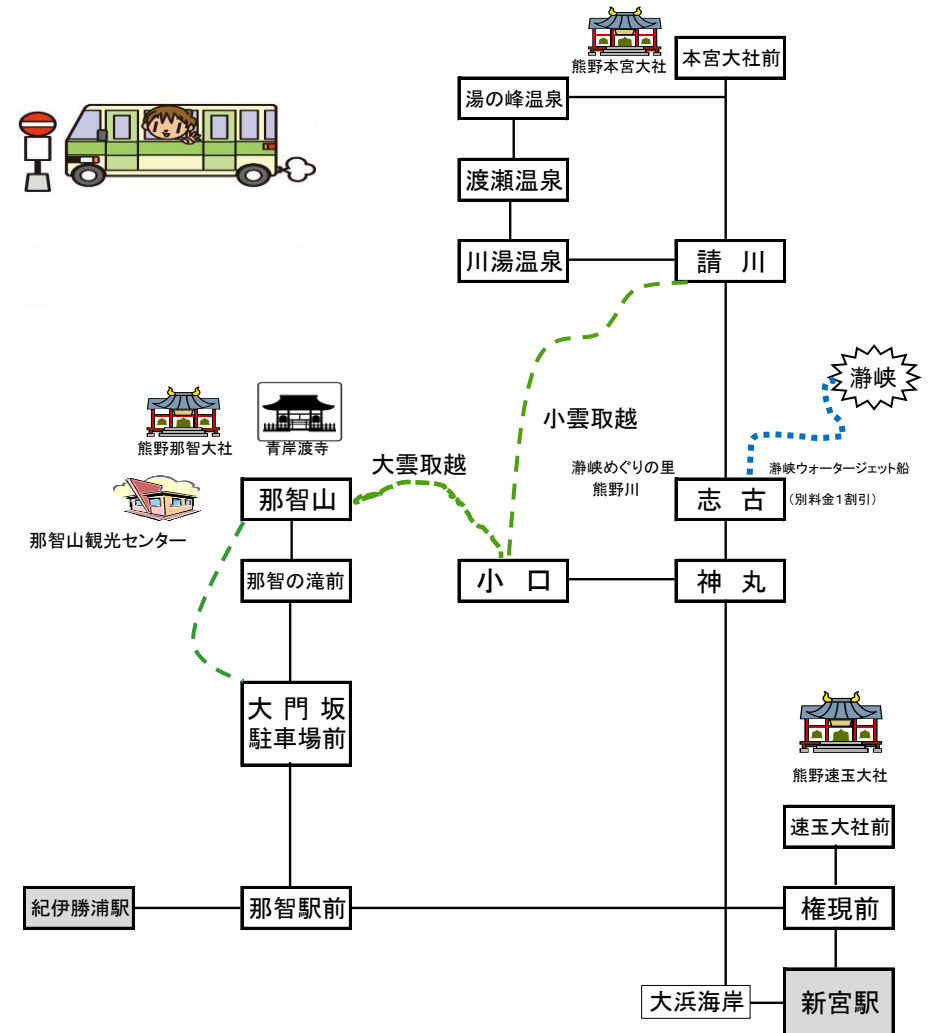 熊野本宮大社
本宮大社前
湯の峰温泉
渡瀬温泉
川湯温泉
請 川
瀞峡
小雲取越
熊野那智大社
青岸渡寺
大雲取越
瀞峡めぐりの里
熊野川
瀞峡ウォータージェット船
那智山
志 古
(別料金1割引)
那智山観光センター
那智の滝前
小 口
神 丸
大 門 坂
駐車場前
熊野速玉大社
速玉大社前
紀伊勝浦駅
那智駅前
権現前
大浜海岸
新宮駅